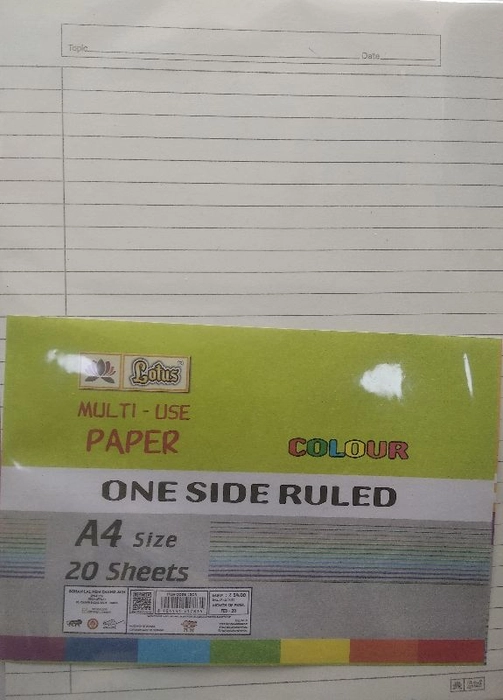 Topic Date
Lotus
MULTI - USE
PAPER
COLOUR
ONE SIDE RULED
A4 Size
20 Sheets